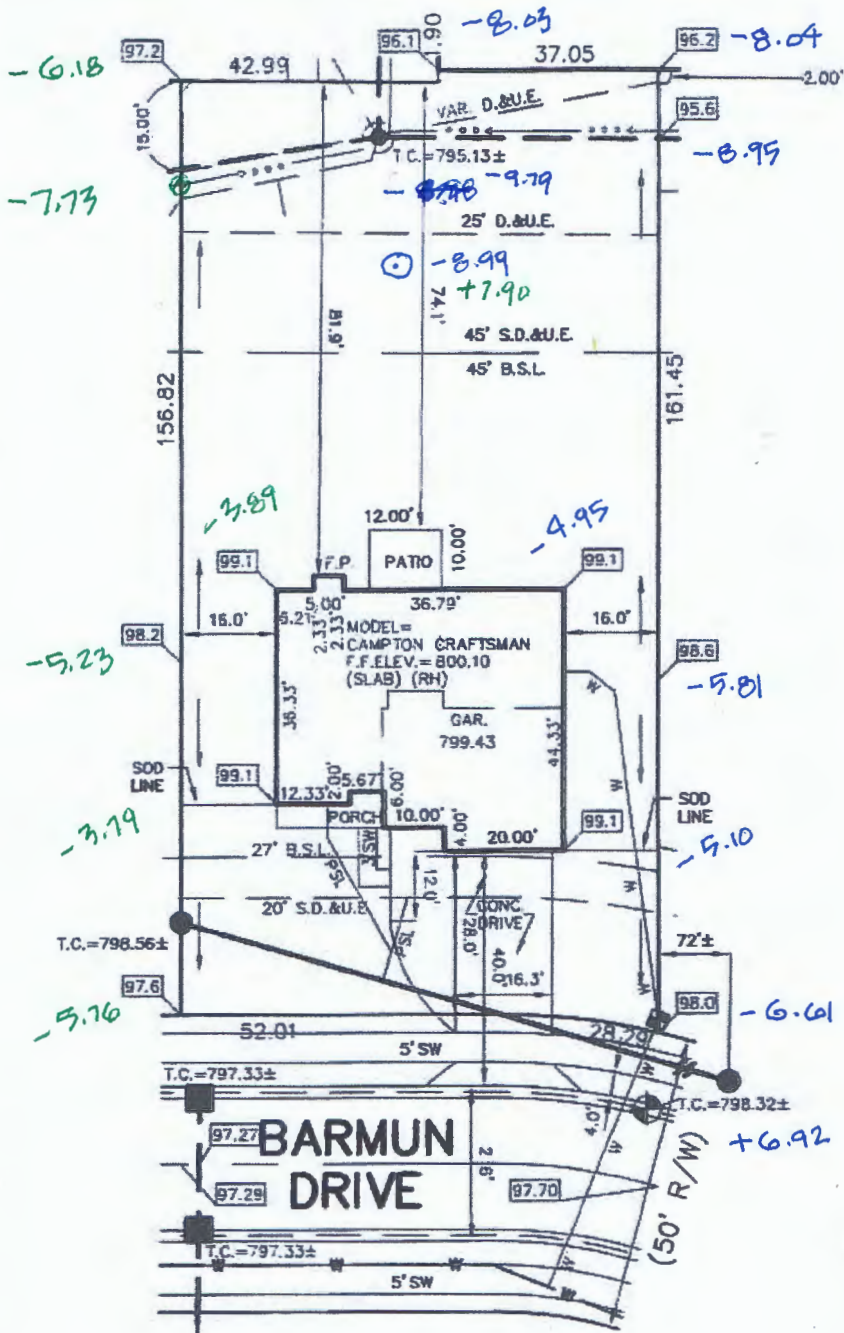 -8.03
97.2
96.1
1.90
96.2
-8.04
-6.18
42.99
37.05
2.00'
15.00'
VAR. D.&U.E.
95.6
T.C.=795.13±
-8.95
-9.79
-7.73
25' D.&U.E.
-8.99
+7.90
74.1'
81.9'
45' S.D.&U.E.
45' B.S.L.
156.82
161.45
-3.89
12.00'
-4.95
99.1
F.P.
PATIO
10.00'
99.1
5.00'
36.79'
16.0'
5.21'
2.33'
2.33'
MODEL=
16.0'
98.2
CAMPTON CRAFTSMAN
98.6
F.F.ELEV.= 800.10
-5.23
(SLAB) (RH)
W
-5.81
36.33'
GAR.
799.43
44.33'
W
SOD
LINE
99.1
12.33'
2.00'
5.67'
6.00'
99.1
SOD
LINE
PORCH
10.00'
4.00'
20.00'
-3.79
3'SW
-5.10
27' B.S.L.
W
PSL
12.0'
20' S.D.&U.E.
CONC.
DRIVE
28.0'
72'±
T.C.=798.56±
PSL
40.0'
16.3'
W
97.6
98.0
-6.61
-5.76
52.01
28.29
5' SW
W
T.C.=797.33±
4.0'
T.C.=798.32±
97.27
BARMUN
26'
+6.92
97.29
DRIVE
97.70
(50' R/W)
T.C.=797.33±
W W W W
5' SW